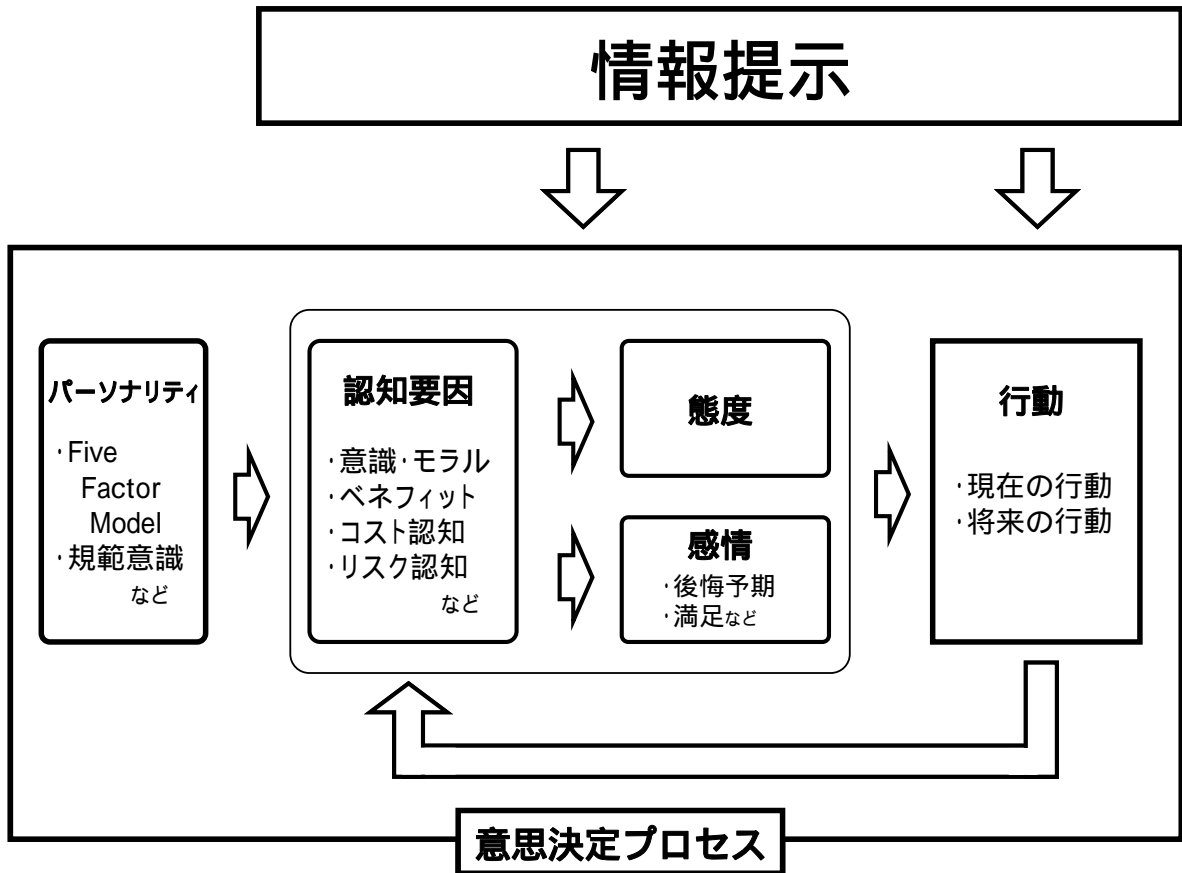 情報提示
パーソナリティ
・Five
Factor
Model
・規範意識
など
認知要因
・意識・モラル
・ベネフィット
・コスト認知
・リスク認知
など
態度
感情
・後悔予期
・満足など
行動
・現在の行動
・将来の行動
意思決定プロセス